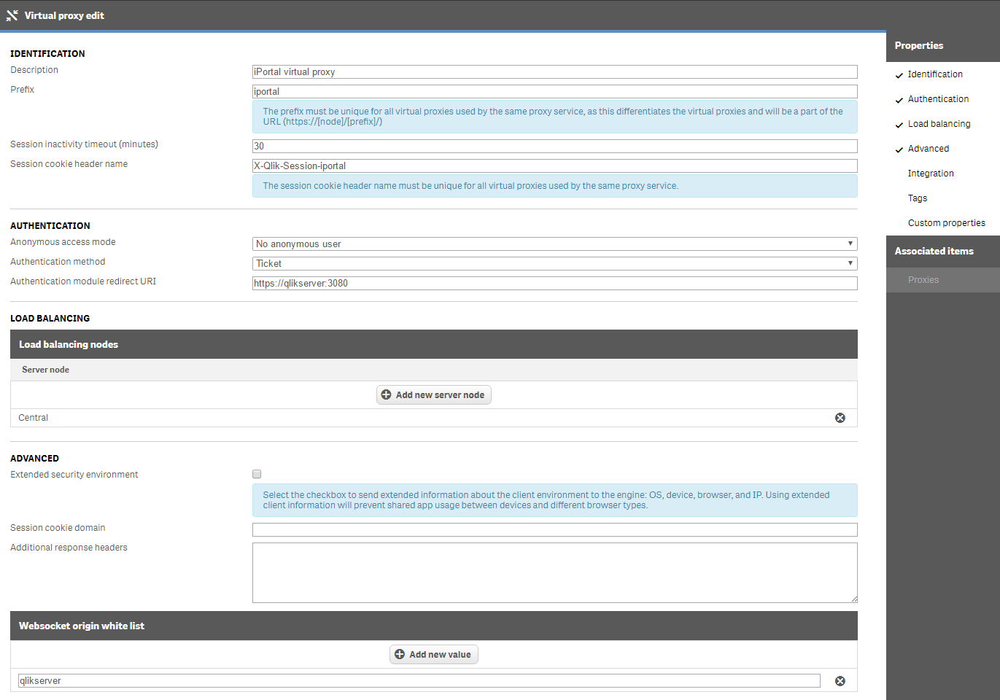 Virtual proxy edit
IDENTIFICATION
Description
iPortal virtual proxy
Prefix
iportal
The prefix must be unique for all virtual proxies used by the same proxy service, as this differentiates the virtual proxies and will be a part of the
URL (https://[node]/[prefix]/)
Session inactivity timeout (minutes)
30
Session cookie header name
X-Qlik-Session-iportal
The session cookie header name must be unique for all virtual proxies used by the same proxy service.
AUTHENTICATION
Anonymous access mode
No anonymous user
Authentication method
Ticket
Authentication module redirect URI
https://qlikserver:3080
LOAD BALANCING
Load balancing nodes
Server node
Add new server node
Central
ADVANCED
Extended security environment
Select the checkbox to send extended information about the client environment to the engine: OS, device, browser, and IP. Using extended
client information will prevent shared app usage between devices and different browser types.
Session cookie domain
Additional response headers
Websocket origin white list
Add new value
qlikserver
Properties
Identification
Authentication
Load balancing
Advanced
Integration
Tags
Custom properties
Associated items
Proxies